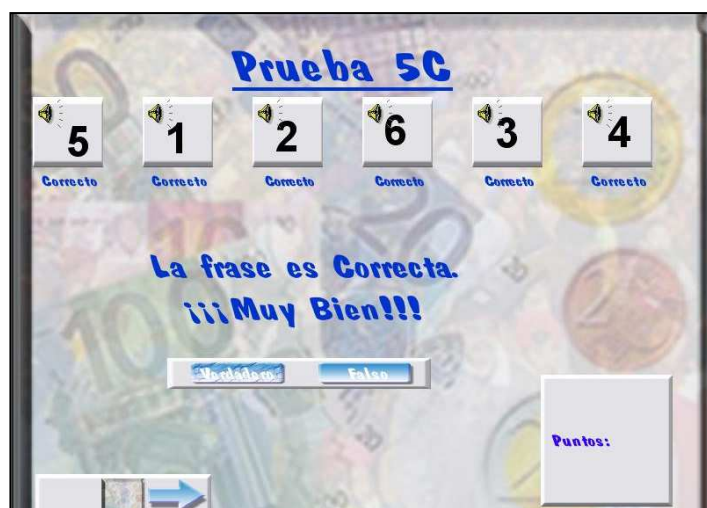 Prueba 5C
5 1 2 6 3 4
Correcto Correcto Correcto Correcto Correcto Correcto
La frase es Correcta.
¡¡¡Muy Bien!!!
Verdadero Falso
Puntos: